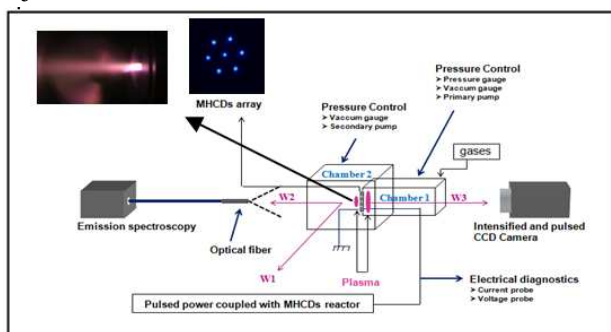 MHCDs array
Pressure Control
➤ Vaccum gauge
➤ Secondary pump
Pressure Control
➤ Pressure gauge
➤ Vaccum gauge
➤ Primary pump
gases
Chamber 2
Chamber 1
W2
W3
Emission spectroscopy
Optical fiber
Intensified and pulsed
CCD Camera
W1
Plasma
Electrical diagnostics
➤ Current probe
➤ Voltage probe
Pulsed power coupled with MHCDs reactor